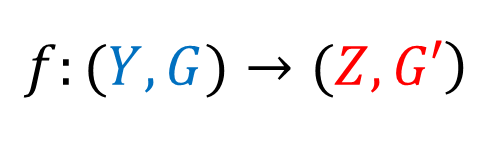 f: (Y, G) → (Z, G′)